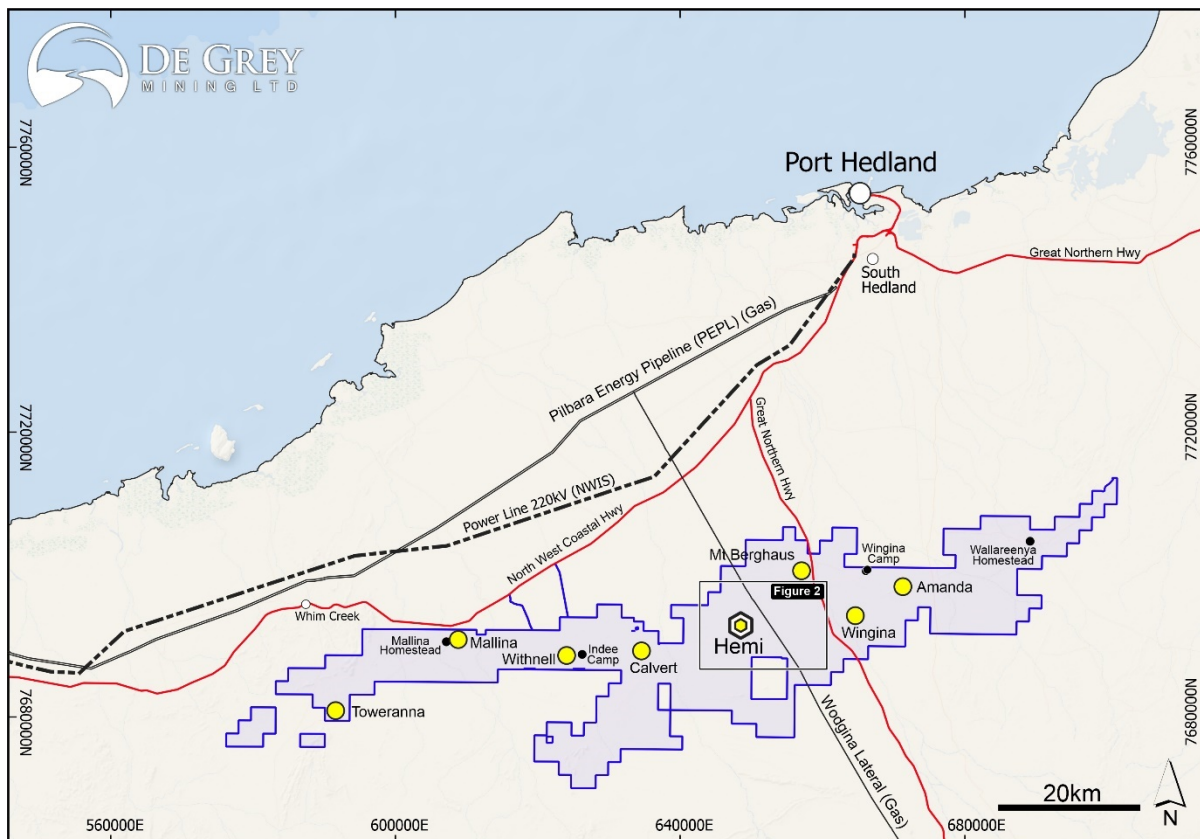 DE GREY
MINING LTD
7760000N
7760000N
Port Hedland
Great Northern Hwy
South
Hedland
Pilbara Energy Pipeline (PEPL) (Gas)
7720000N
7720000N
Great Northern Hwy
Power Line 220kV (NWIS)
North West Coastal Hwy
Mt Berghaus
Wingina
Camp
Wallareenya
Homestead
Figure 2
Amanda
Whim Creek
Hemi
Wingina
Mallina
Homestead
Mallina
Withnell
Indee
Camp
Calvert
Toweranna
7680000N
7680000N
Wodgina Lateral (Gas)
20km
N
560000E
600000E
640000E
680000E